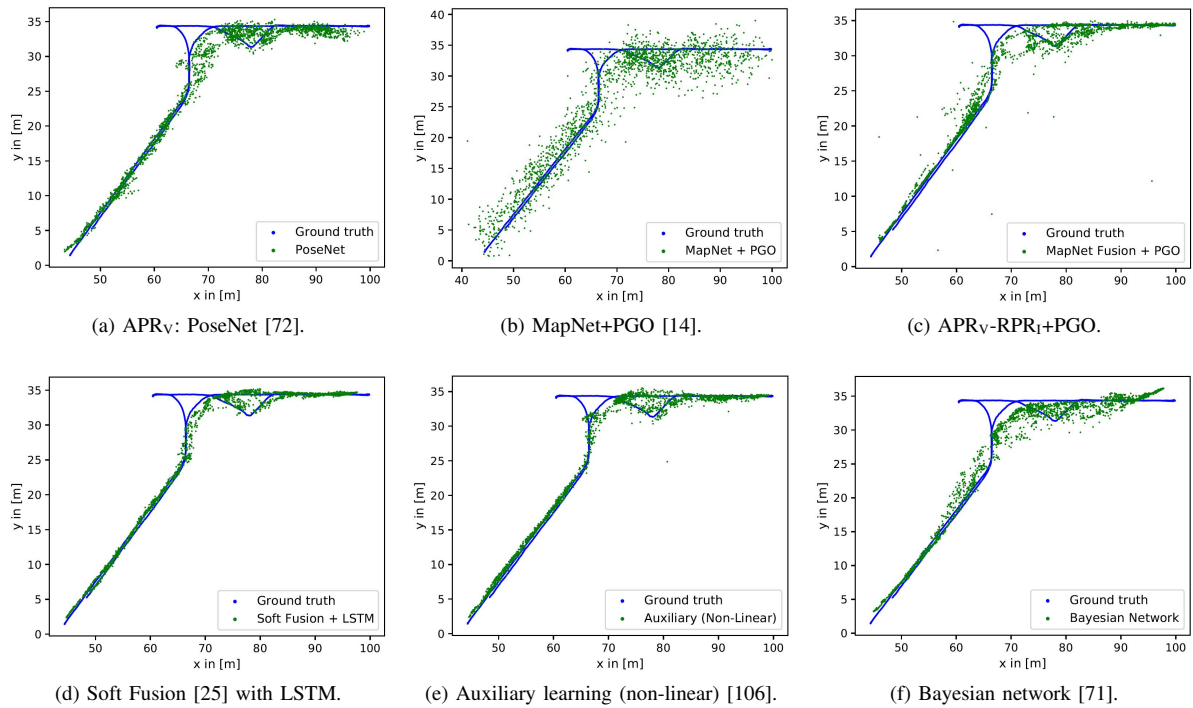 35
30
25
20
15
10
5
0
y in [m]
50 60 70 80 90 100
x in [m]
Ground truth
PoseNet
(a) APRV: PoseNet [72].
40
35
30
25
20
15
10
5
0
y in [m]
40 50 60 70 80 90 100
x in [m]
Ground truth
MapNet + PGO
(b) MapNet+PGO [14].
35
30
25
20
15
10
5
0
y in [m]
50 60 70 80 90 100
x in [m]
Ground truth
MapNet Fusion + PGO
(c) APRV-RPRI+PGO.
35
30
25
20
15
10
5
0
y in [m]
50 60 70 80 90 100
x in [m]
Ground truth
Soft Fusion + LSTM
(d) Soft Fusion [25] with LSTM.
35
30
25
20
15
10
5
0
y in [m]
50 60 70 80 90 100
x in [m]
Ground truth
Auxiliary (Non-Linear)
(e) Auxiliary learning (non-linear) [106].
35
30
25
20
15
10
5
0
y in [m]
50 60 70 80 90 100
x in [m]
Ground truth
Bayesian Network
(f) Bayesian network [71].